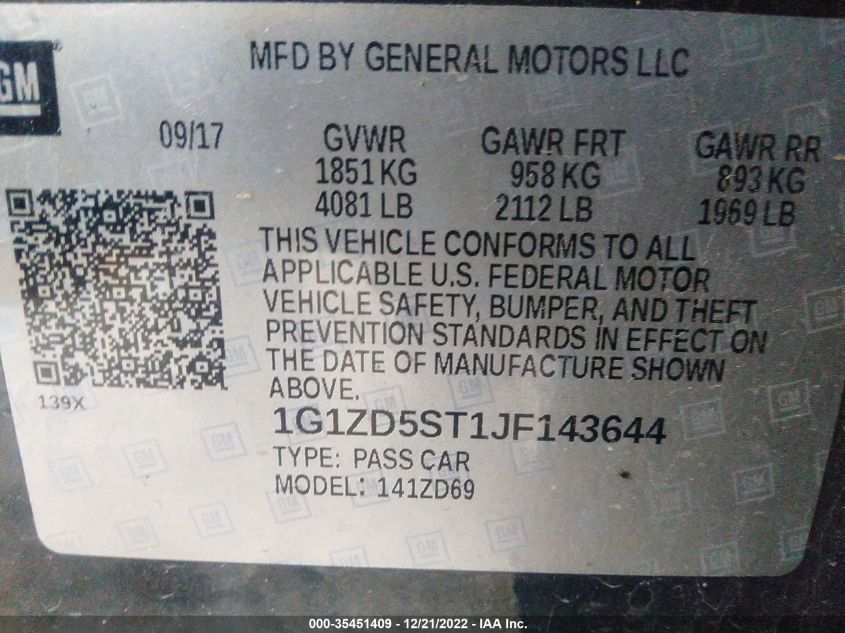 GM
MFD BY GENERAL MOTORS LLC
09/17 GVWR GAWR FRT GAWR RR
1851 KG 958 KG 893 KG
4081 LB 2112 LB 1969 LB
THIS VEHICLE CONFORMS TO ALL
APPLICABLE U.S. FEDERAL MOTOR
VEHICLE SAFETY, BUMPER, AND THEFT
PREVENTION STANDARDS IN EFFECT ON
THE DATE OF MANUFACTURE SHOWN
ABOVE.
139X
1G1ZD5ST1JF143644
TYPE: PASS CAR
MODEL: 141ZD69
000-35451409 - 12/21/2022 - IAA Inc.